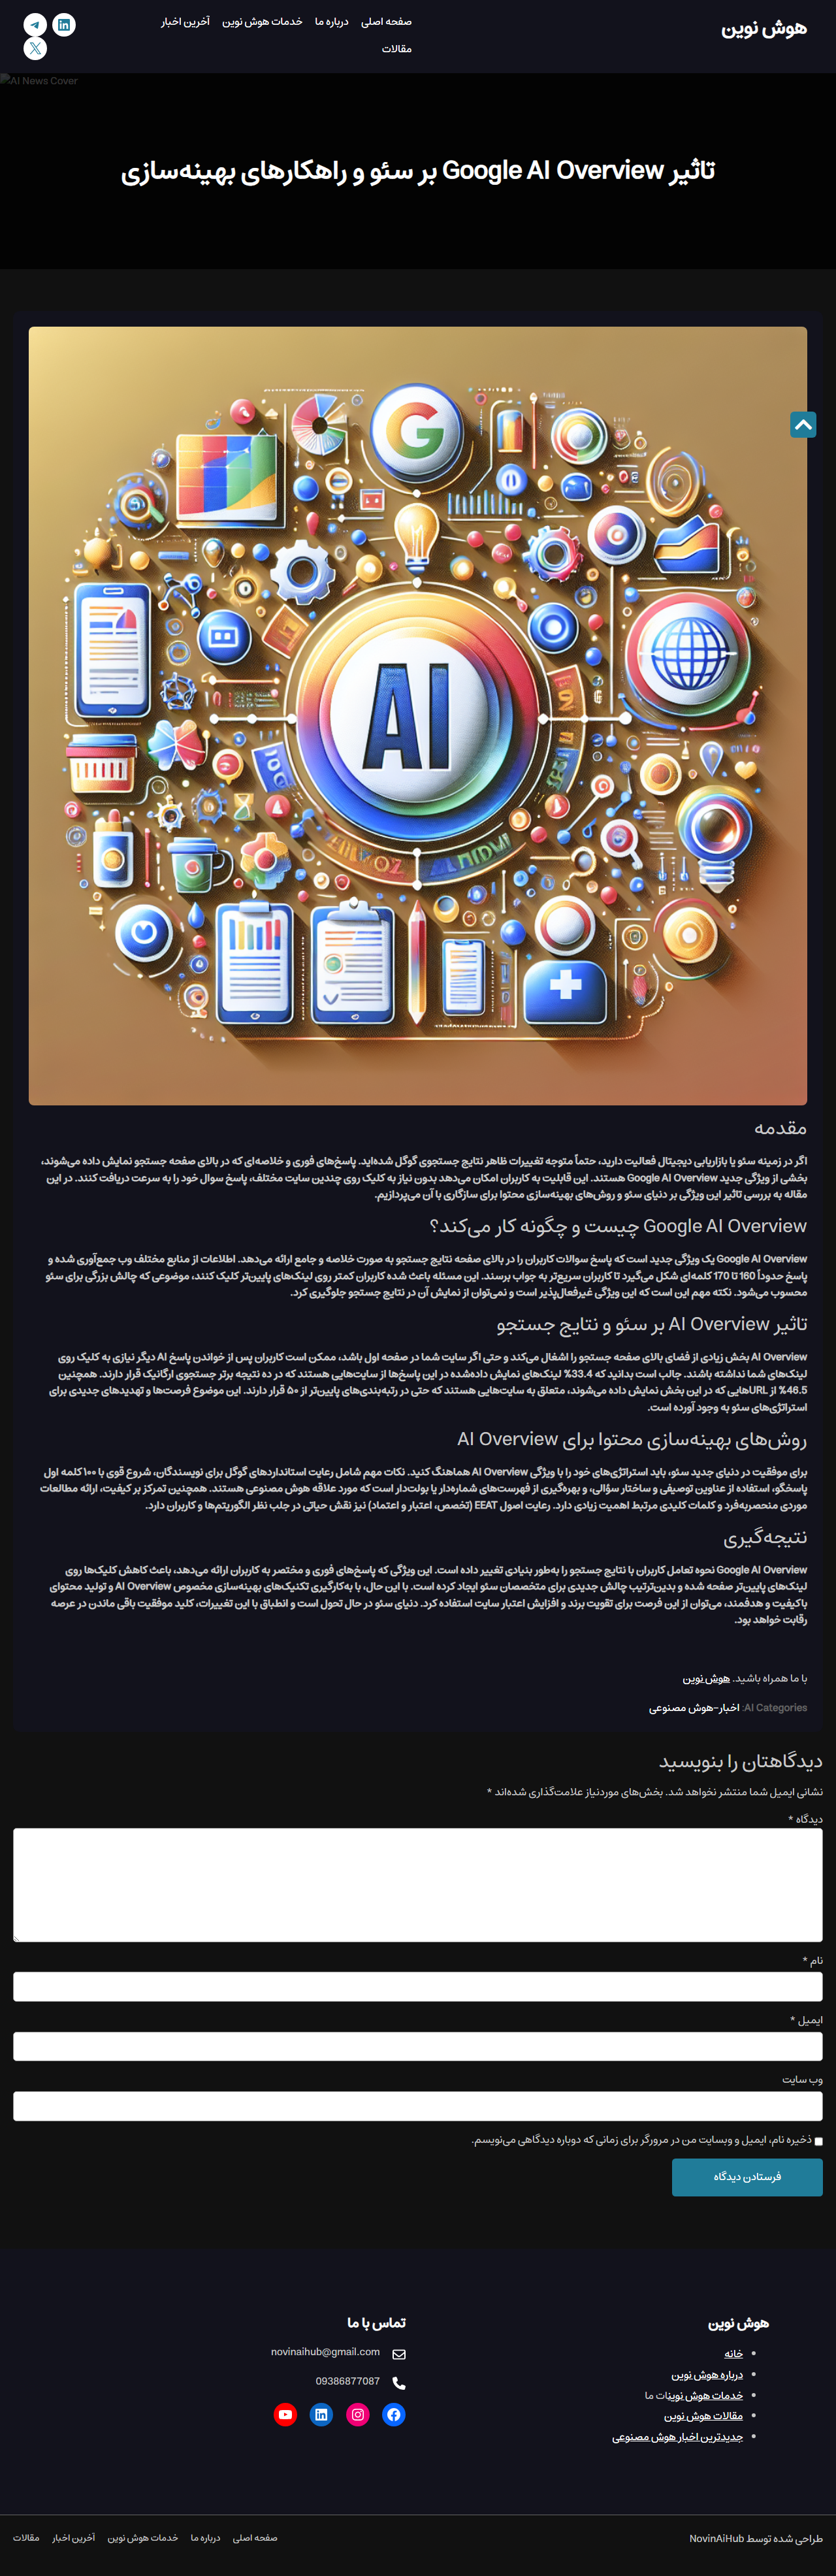 هوش نوین
صفحه اصلی
درباره ما
خدمات هوش نوین
آخرین اخبار
مقالات
AI News Cover
تاثیر Google AI Overview بر سئو و راهکارهای بهینه‌سازی
G
AI
مقدمه
اگر در زمینه سئو یا بازاریابی دیجیتال فعالیت دارید، حتماً متوجه تغییرات ظاهر نتایج جستجوی گوگل شده‌اید. پاسخ‌های فوری و خلاصه‌ای که در بالای صفحه جستجو نمایش داده می‌شوند،
بخشی از ویژگی جدید Google AI Overview هستند. این قابلیت به کاربران امکان می‌دهد بدون نیاز به کلیک روی چندین سایت مختلف، پاسخ سوال خود را به سرعت دریافت کنند. در این
مقاله به بررسی تاثیر این ویژگی بر دنیای سئو و روش‌های بهینه‌سازی محتوا برای سازگاری با آن می‌پردازیم.
Google AI Overview چیست و چگونه کار می‌کند؟
Google AI Overview یک ویژگی جدید است که پاسخ سوالات کاربران را در بالای صفحه نتایج جستجو به صورت خلاصه و جامع ارائه می‌دهد. اطلاعات از منابع مختلف وب جمع‌آوری شده و
پاسخ حدوداً 160 تا 170 کلمه‌ای شکل می‌گیرد تا کاربران سریع‌تر به جواب برسند. این مسئله باعث شده کاربران کمتر روی لینک‌های پایین‌تر کلیک کنند، موضوعی که چالش بزرگی برای سئو
محسوب می‌شود. نکته مهم این است که این ویژگی غیرفعال‌پذیر است و نمی‌توان از نمایش آن در نتایج جستجو جلوگیری کرد.
تاثیر AI Overview بر سئو و نتایج جستجو
AI Overview بخش زیادی از فضای بالای صفحه جستجو را اشغال می‌کند و حتی اگر سایت شما در صفحه اول باشد، ممکن است کاربران پس از خواندن پاسخ AI دیگر نیازی به کلیک روی
لینک‌های شما نداشته باشند. جالب است بدانید که 33.4% لینک‌های نمایش داده‌شده در این پاسخ‌ها از سایت‌هایی هستند که در ده نتیجه برتر جستجوی ارگانیک قرار دارند. همچنین
46.5% از URLهایی که در این بخش نمایش داده می‌شوند، متعلق به سایت‌هایی هستند که حتی در رتبه‌بندی‌های پایین‌تر از ۵۰ قرار دارند. این موضوع فرصت‌ها و تهدیدهای جدیدی برای
استراتژی‌های سئو به وجود آورده است.
روش‌های بهینه‌سازی محتوا برای AI Overview
برای موفقیت در دنیای جدید سئو، باید استراتژی‌های خود را با ویژگی AI Overview هماهنگ کنید. نکات مهم شامل رعایت استانداردهای گوگل برای نویسندگان، شروع قوی با ۱۰۰ کلمه اول
پاسخگو، استفاده از عناوین توصیفی و ساختار سؤالی، و بهره‌گیری از فهرست‌های شماره‌دار یا بولت‌دار است که مورد علاقه هوش مصنوعی هستند. همچنین تمرکز بر کیفیت، ارائه مطالعات
موردی منحصربه‌فرد و کلمات کلیدی مرتبط اهمیت زیادی دارد. رعایت اصول EEAT (تخصص، اعتبار و اعتماد) نیز نقش حیاتی در جلب نظر الگوریتم‌ها و کاربران دارد.
نتیجه‌گیری
Google AI Overview نحوه تعامل کاربران با نتایج جستجو را به‌طور بنیادی تغییر داده است. این ویژگی که پاسخ‌های فوری و مختصر به کاربران ارائه می‌دهد، باعث کاهش کلیک‌ها روی
لینک‌های پایین‌تر صفحه شده و بدین‌ترتیب چالش جدیدی برای متخصصان سئو ایجاد کرده است. با این حال، با به‌کارگیری تکنیک‌های بهینه‌سازی مخصوص AI Overview و تولید محتوای
باکیفیت و هدفمند، می‌توان از این فرصت برای تقویت برند و افزایش اعتبار سایت استفاده کرد. دنیای سئو در حال تحول است و انطباق با این تغییرات، کلید موفقیت باقی ماندن در عرصه
رقابت خواهد بود.
با ما همراه باشید. هوش نوین
AI Categories: اخبار-هوش مصنوعی
دیدگاهتان را بنویسید
نشانی ایمیل شما منتشر نخواهد شد. بخش‌های موردنیاز علامت‌گذاری شده‌اند *
دیدگاه *
نام *
ایمیل *
وب‌ سایت
ذخیره نام، ایمیل و وبسایت من در مرورگر برای زمانی که دوباره دیدگاهی می‌نویسم.
فرستادن دیدگاه
هوش نوین
خانه
درباره هوش نوین
خدمات هوش نوینات ما
مقالات هوش نوین
جدیدترین اخبار هوش مصنوعی
تماس با ما
novinaihub@gmail.com
09386877087
طراحی شده توسط NovinAiHub
صفحه اصلی
درباره ما
خدمات هوش نوین
آخرین اخبار
مقالات